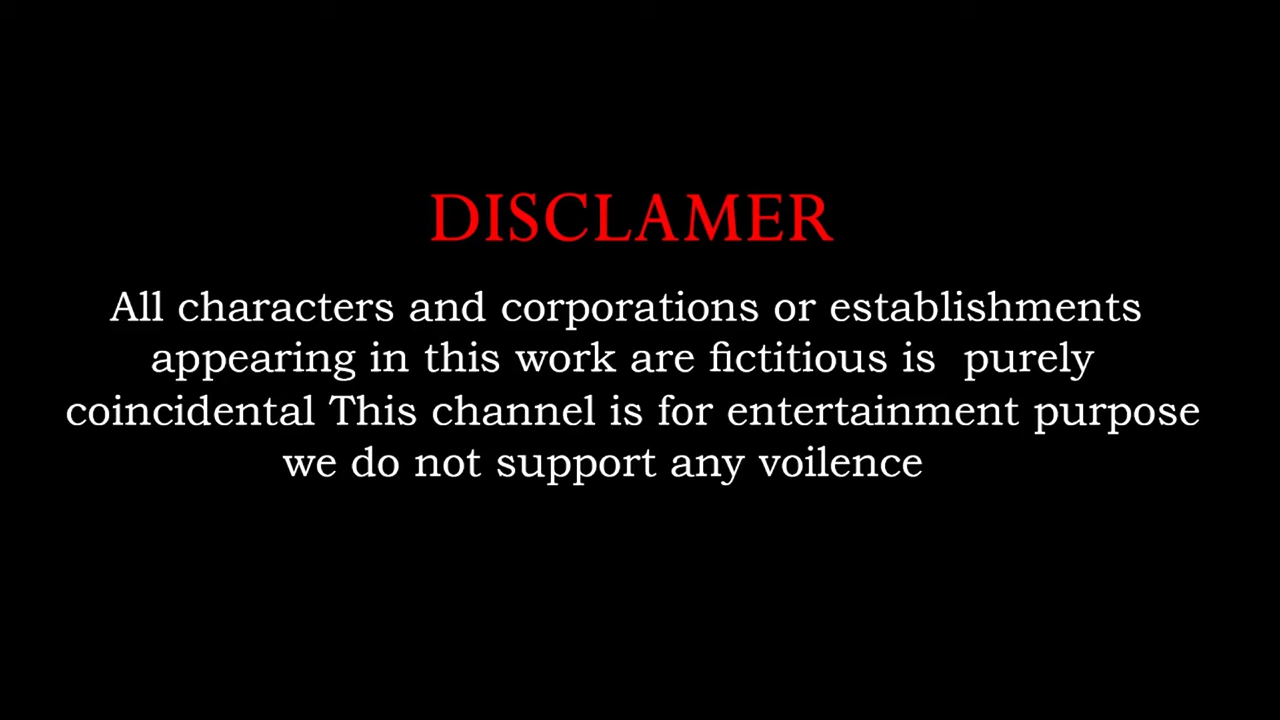 DISCLAMER
All characters and corporations or establishments
appearing in this work are fictitious is  purely
coincidental This channel is for entertainment purpose
we do not support any voilence